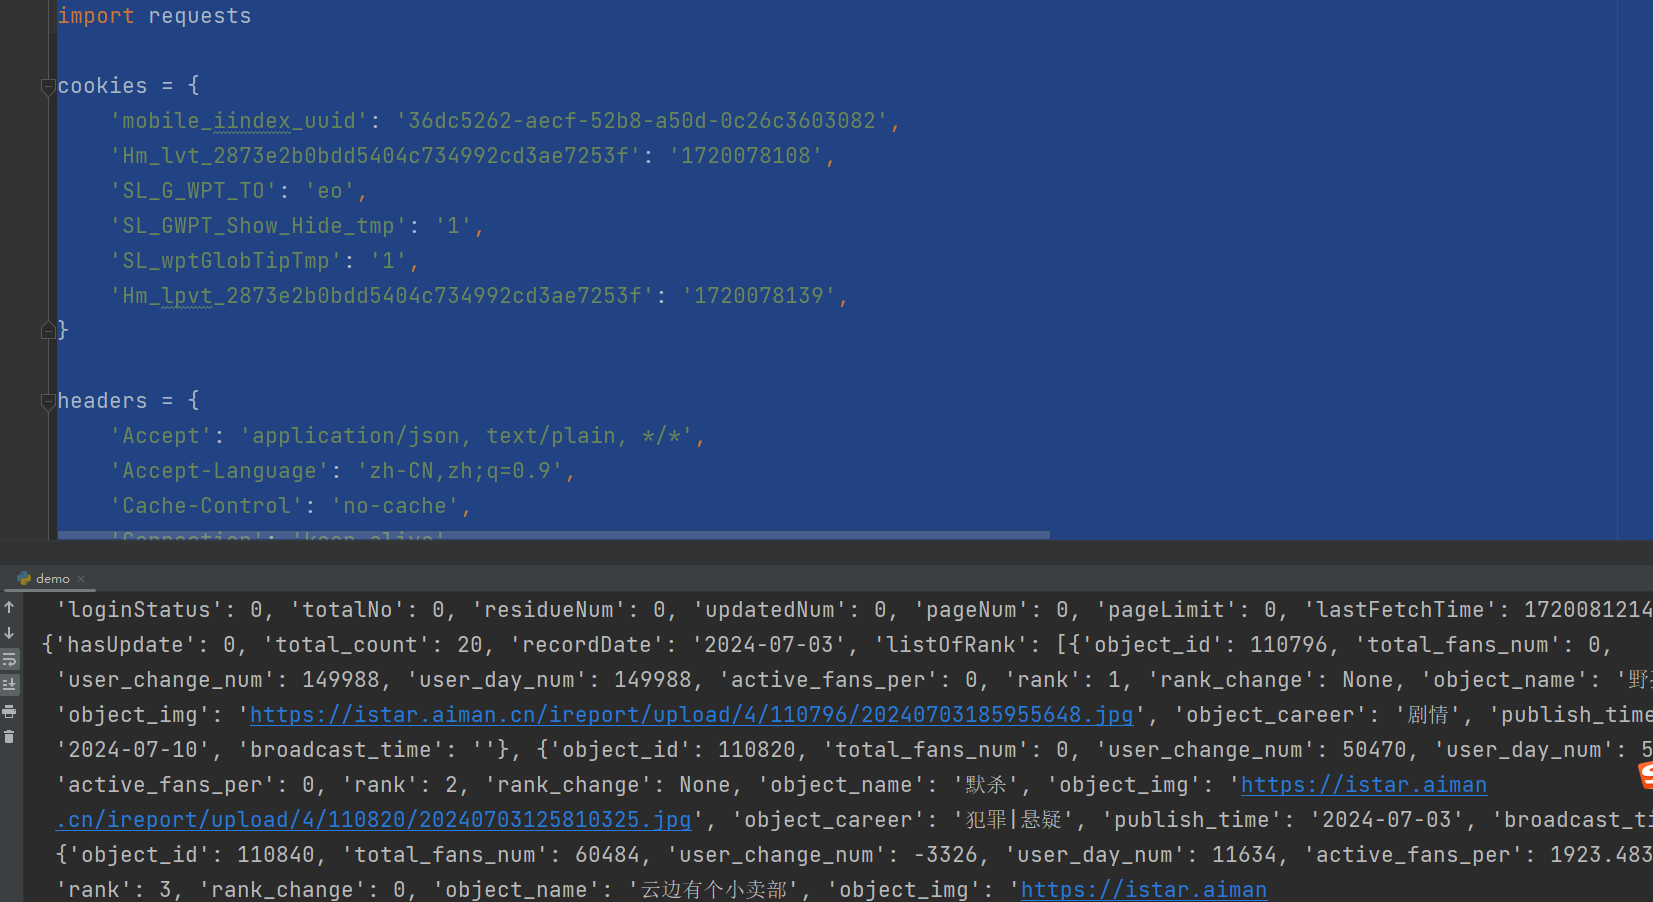 import requests
cookies = {
'mobile_iindex_uuid': '36dc5262-aecf-52b8-a50d-0c26c3603082',
'Hm_lvt_2873e2b0bdd5404c734992cd3ae7253f': '1720078108',
'SL_G_WPT_TO': 'eo',
'SL_GWPT_Show_Hide_tmp': '1',
'SL_wptGlobTipTmp': '1',
'Hm_lpvt_2873e2b0bdd5404c734992cd3ae7253f': '1720078139',
}
headers = {
'Accept': 'application/json, text/plain, */*',
'Accept-Language': 'zh-CN,zh;q=0.9',
'Cache-Control': 'no-cache',
'Connection': 'keep-alive'
demo
'loginStatus': 0, 'totalNo': 0, 'residueNum': 0, 'updatedNum': 0, 'pageNum': 0, 'pageLimit': 0, 'lastFetchTime': 1720081214
{'hasUpdate': 0, 'total_count': 20, 'recordDate': '2024-07-03', 'listOfRank': [{'object_id': 110796, 'total_fans_num': 0,
'user_change_num': 149988, 'user_day_num': 149988, 'active_fans_per': 0, 'rank': 1, 'rank_change': None, 'object_name': '野
'object_img': 'https://istar.aiman.cn/ireport/upload/4/110796/20240703185955648.jpg', 'object_career': '剧情', 'publish_time
'2024-07-10', 'broadcast_time': ''}, {'object_id': 110820, 'total_fans_num': 0, 'user_change_num': 50470, 'user_day_num': 5
'active_fans_per': 0, 'rank': 2, 'rank_change': None, 'object_name': '默杀', 'object_img': 'https://istar.aiman
.cn/ireport/upload/4/110820/20240703125810325.jpg', 'object_career': '犯罪|悬疑', 'publish_time': '2024-07-03', 'broadcast_ti
{'object_id': 110840, 'total_fans_num': 60484, 'user_change_num': -3326, 'user_day_num': 11634, 'active_fans_per': 1923.483
'rank': 3, 'rank_change': 0, 'object_name': '云边有个小卖部', 'object_img': 'https://istar.aiman